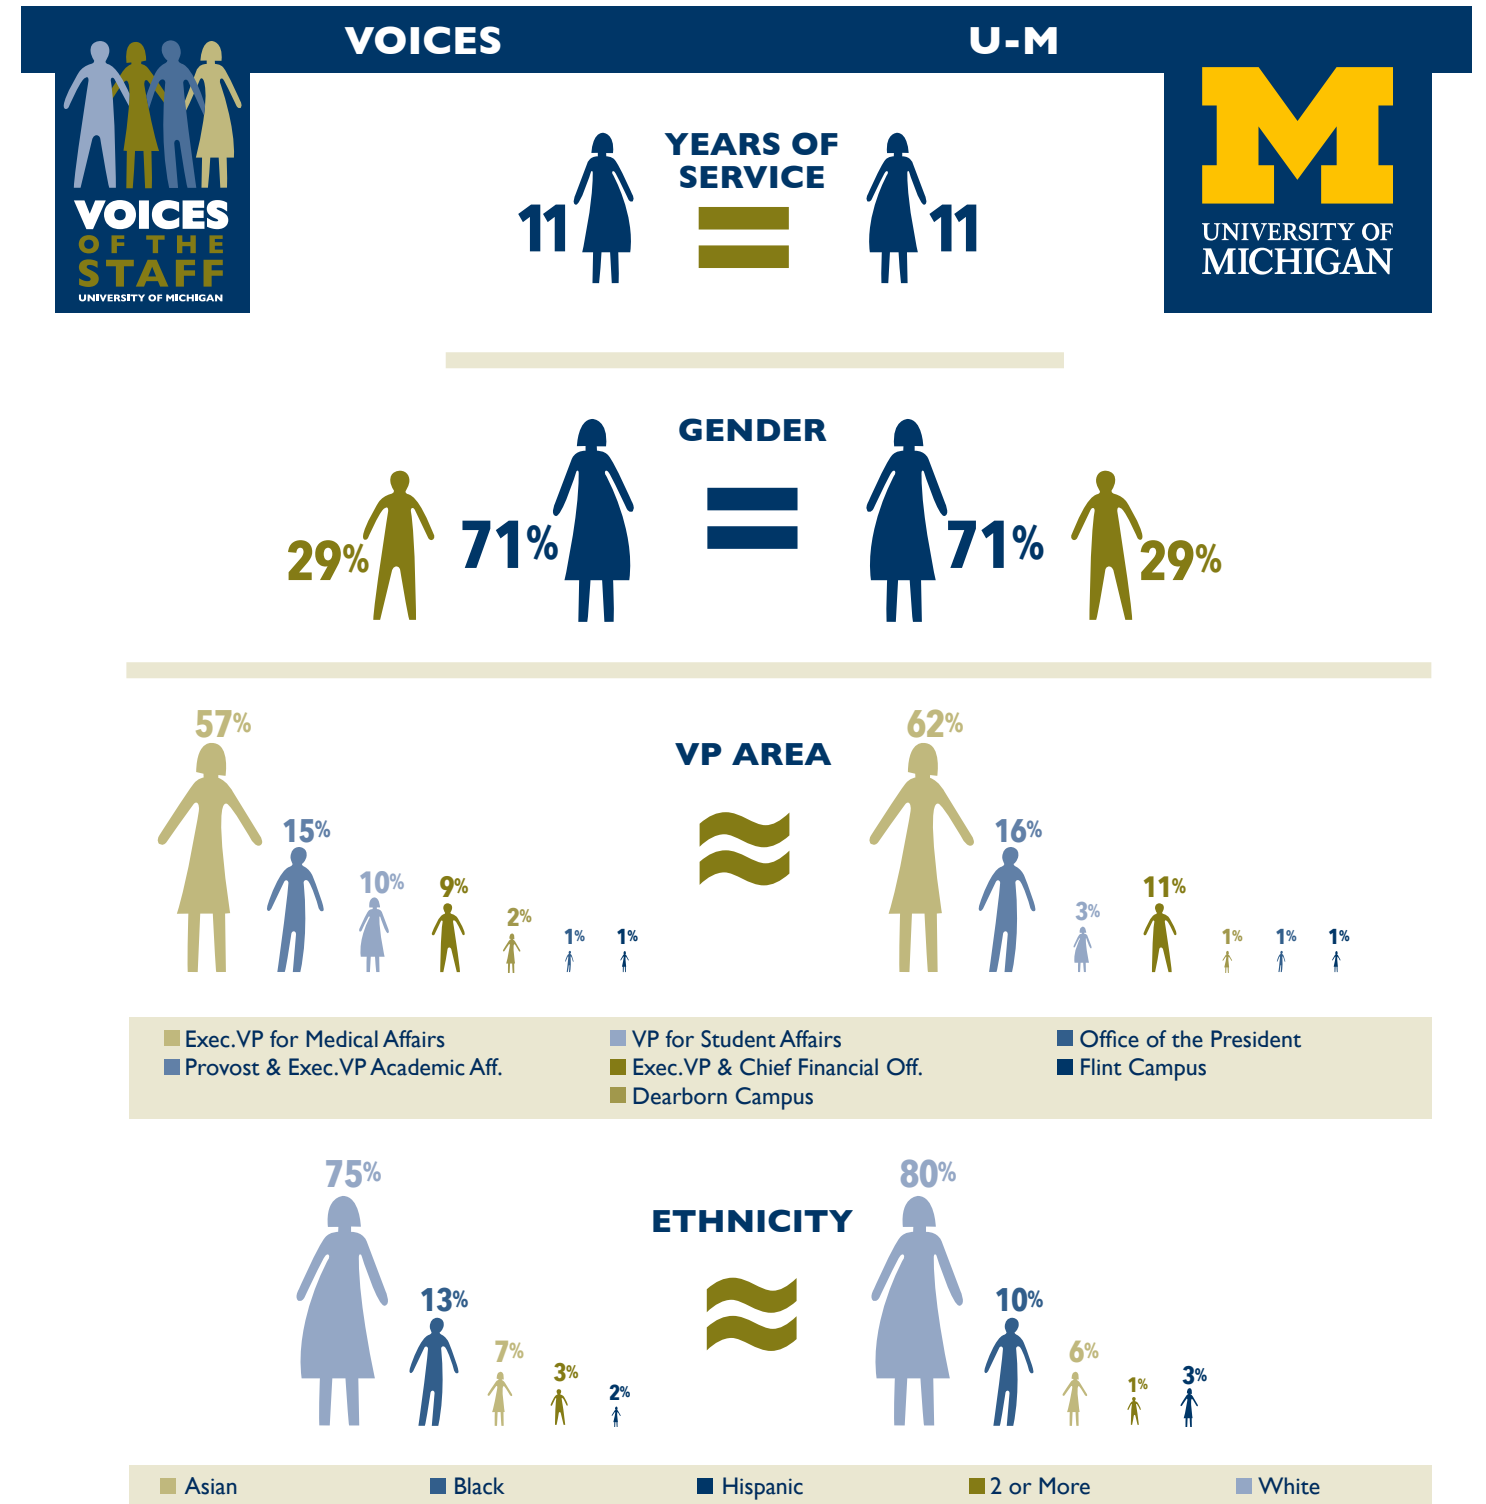 VOICES
U-M
VOICES
OF THE
STAFF
UNIVERSITY OF MICHIGAN
YEARS OF
SERVICE
11
11
UNIVERSITY OF
MICHIGAN
GENDER
29%
71%
71%
29%
VP AREA
57%
15%
10%
9%
2%
1%
1%
62%
16%
3%
11%
1%
1%
1%
Exec. VP for Medical Affairs
VP for Student Affairs
Office of the President
Provost & Exec. VP Academic Aff.
Exec. VP & Chief Financial Off.
Flint Campus
Dearborn Campus
ETHNICITY
75%
13%
7%
3%
2%
80%
10%
6%
1%
3%
Asian
Black
Hispanic
2 or More
White